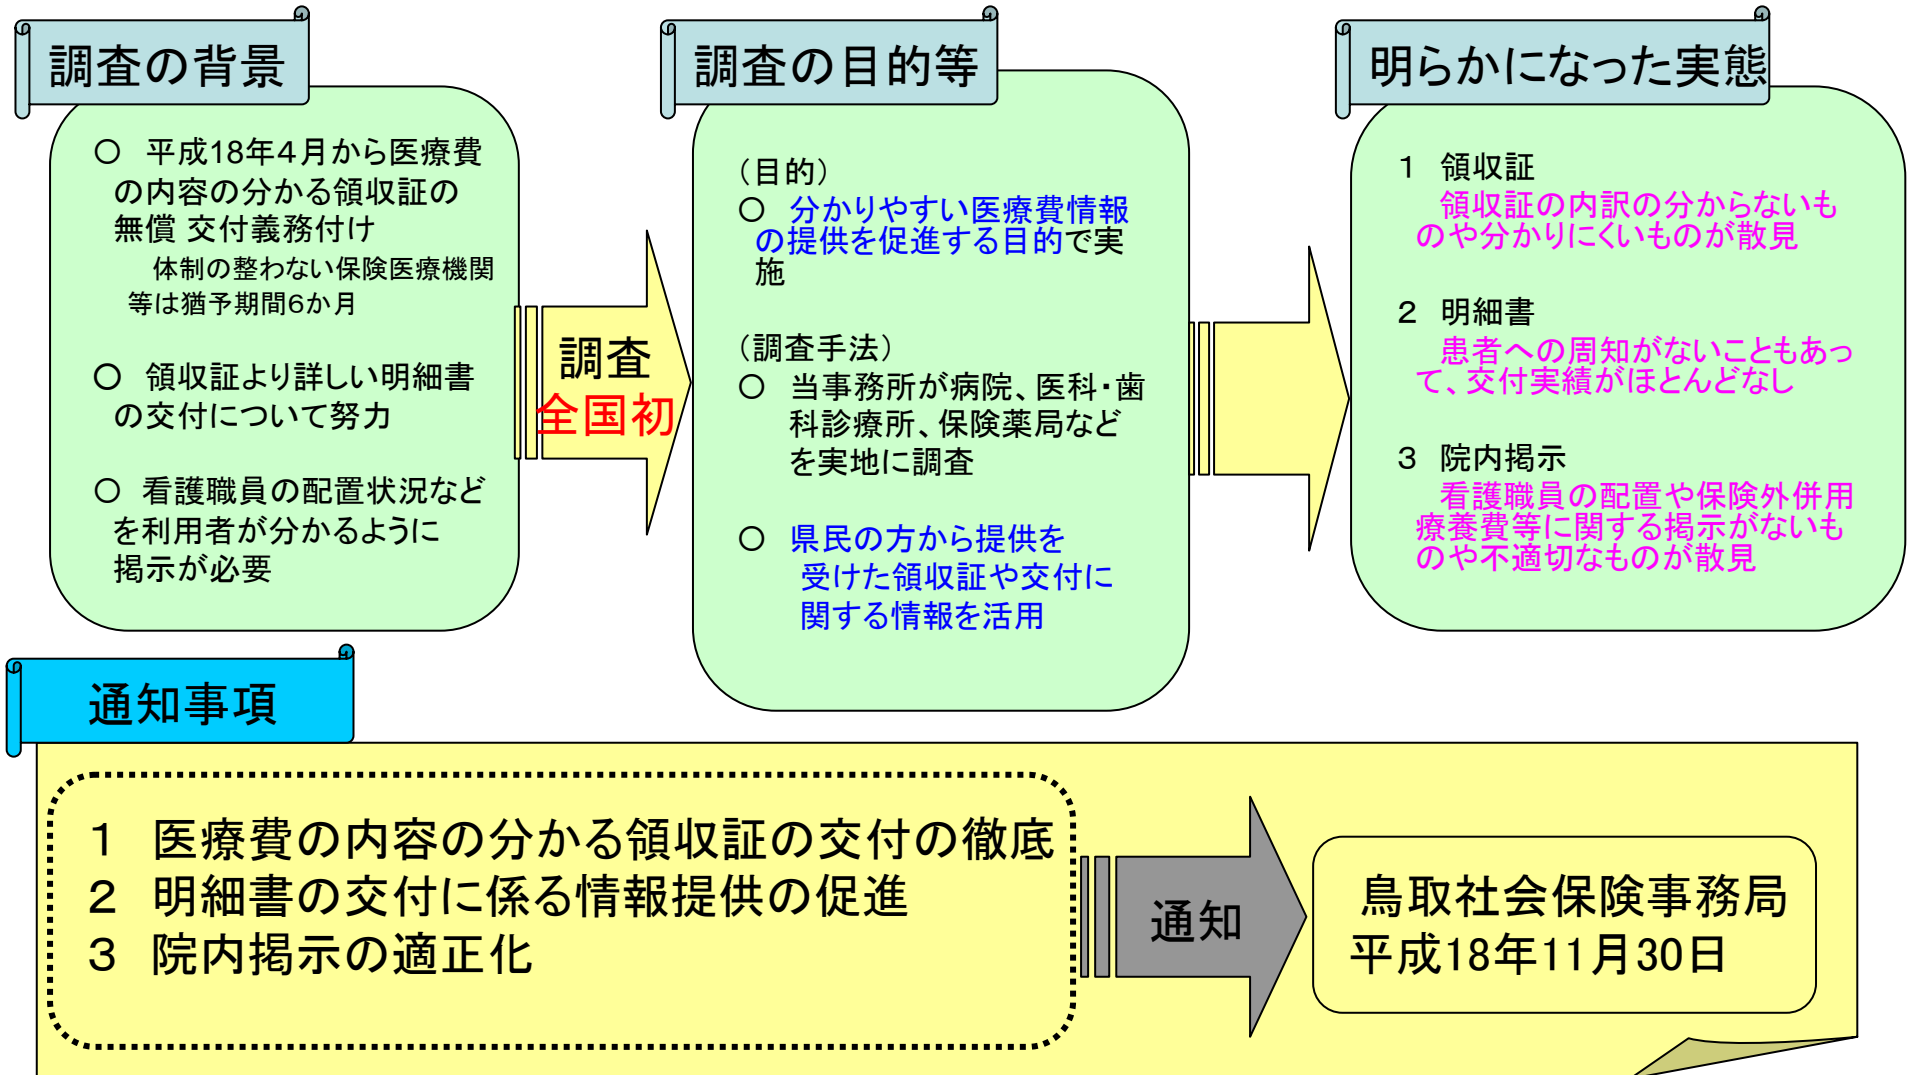 調査の背景
○ 平成18年4月から医療費
の内容の分かる領収証の
無償 交付義務付け
体制の整わない保険医療機関
等は猶予期間6か月
○ 領収証より詳しい明細書
の交付について努力
○ 看護職員の配置状況など
を利用者が分かるように
掲示が必要
調査
全国初
調査の目的等
(目的)
○ 分かりやすい医療費情報
の提供を促進する目的で実
施
(調査手法)
○ 当事務所が病院、医科・歯
科診療所、保険薬局など
を実地に調査
○ 県民の方から提供を
受けた領収証や交付に
関する情報を活用
明らかになった実態
1 領収証
領収証の内訳の分からないも
のや分かりにくいものが散見
2 明細書
患者への周知がないこともあっ
て、交付実績がほとんどなし
3 院内掲示
看護職員の配置や保険外併用
療養費等に関する掲示がないも
のや不適切なものが散見
通知事項
1 医療費の内容の分かる領収証の交付の徹底
2 明細書の交付に係る情報提供の促進
3 院内掲示の適正化
通知
鳥取社会保険事務局
平成18年11月30日